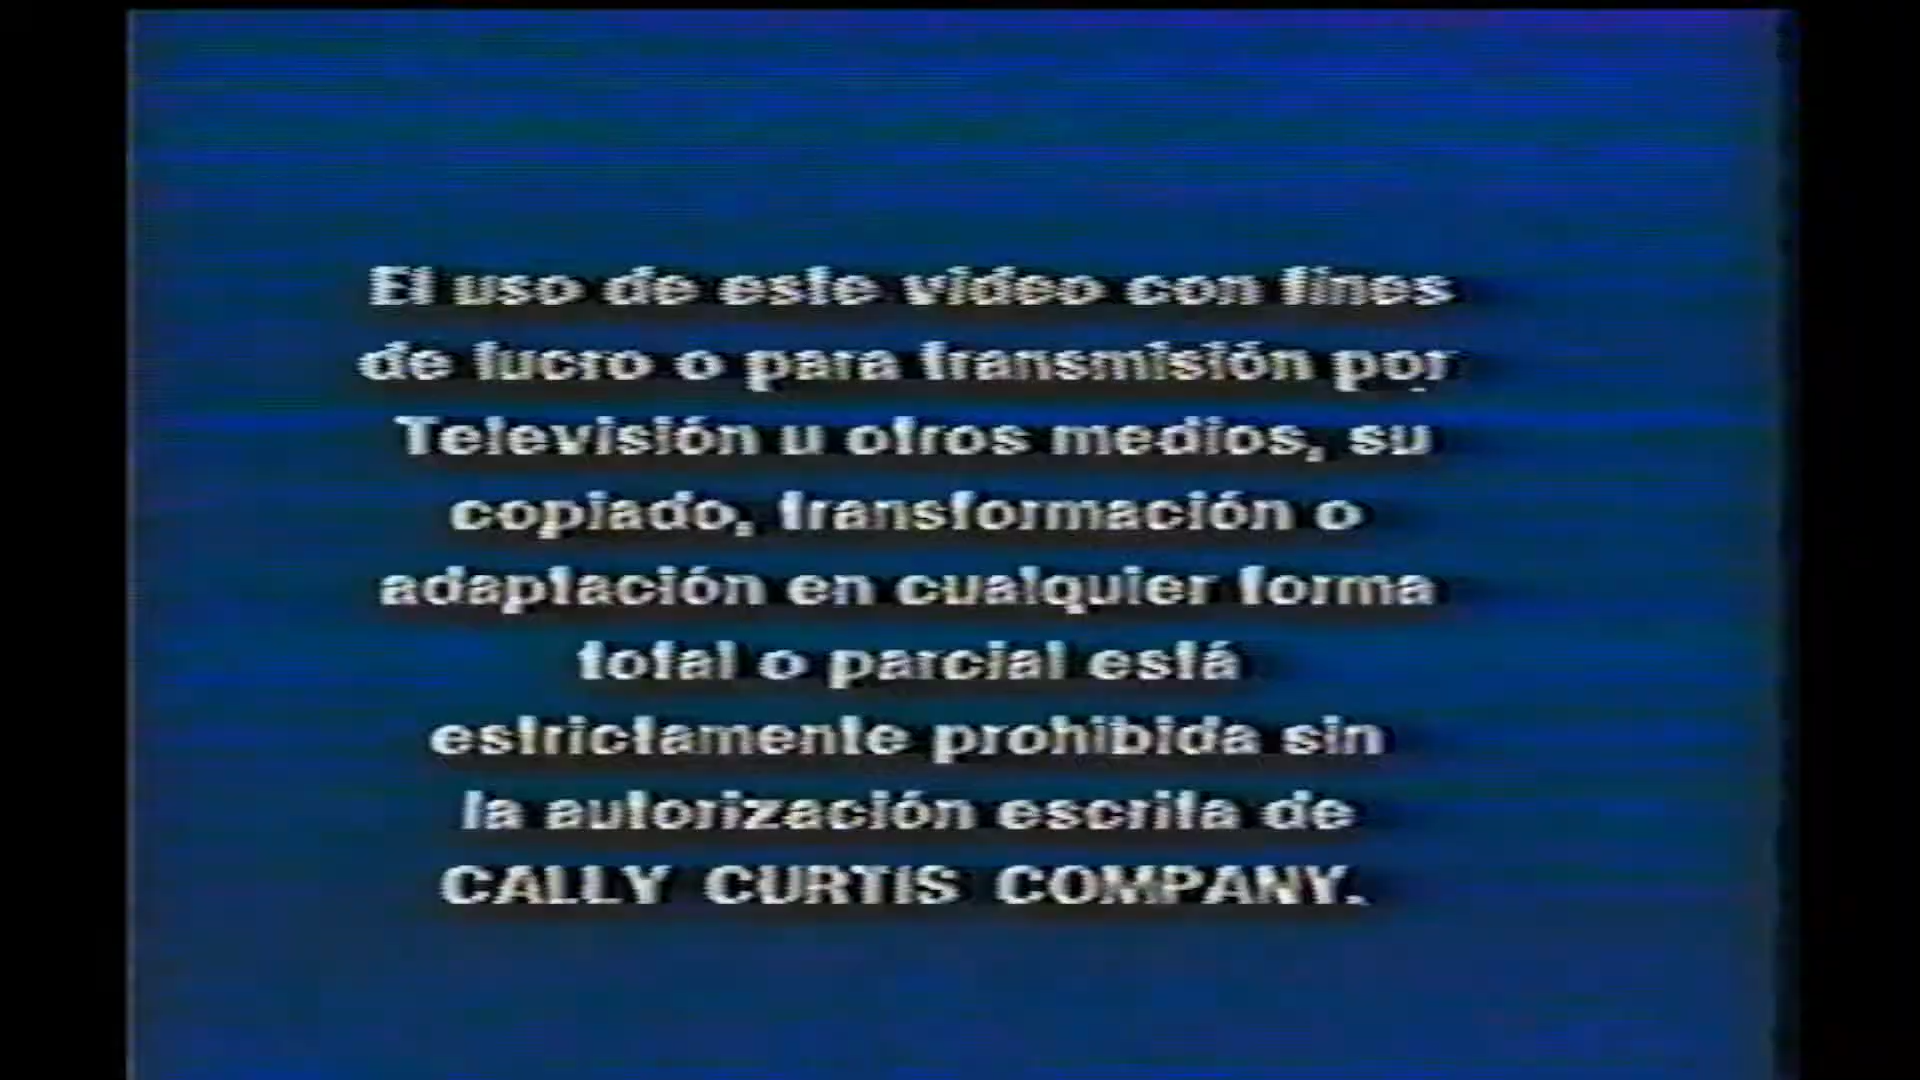 El uso de este video con fines
de lucro o para transmisión por
Televisión u otros medios, su
copiado, transformación o
adaptación en cualquier forma
total o parcial está
estrictamente prohibida sin
la autorización escrita de
CALLY CURTIS COMPANY.